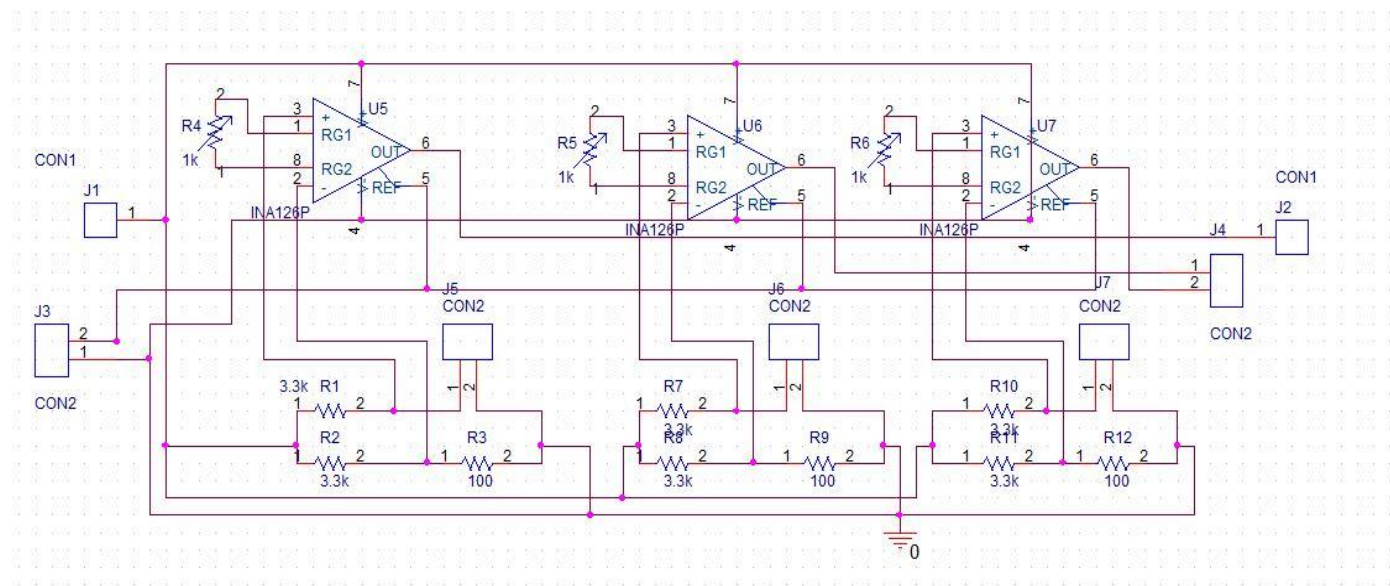 7 7 7
2 3 + U5 2 3 + U6 2 3 + U7
R4 1 RG1 R5 1 RG1 R6 1 RG1
OUT 6 OUT 6 OUT 6
1k 8 RG2 1k 8 RG2 1k 8 RG2
1 2 - REF 5 1 2 - REF 5 1 2 - REF 5
CON1 CON1
J1 J2
1 INA126P INA126P INA126P 1
4 4 4 J4
1
2
J5 J6 J7
CON2 CON2 CON2
J3 CON2
2
1
CON2
1 2 1 2 1 2
3.3k R1 R7 R10
1 2 1 2 1 2
3.3k 3.3k
R2 R3 R8 R9 R11 R12
1 2 1 2 1 2 1 2 1 2 1 2
3.3k 100 3.3k 100 3.3k 100
0